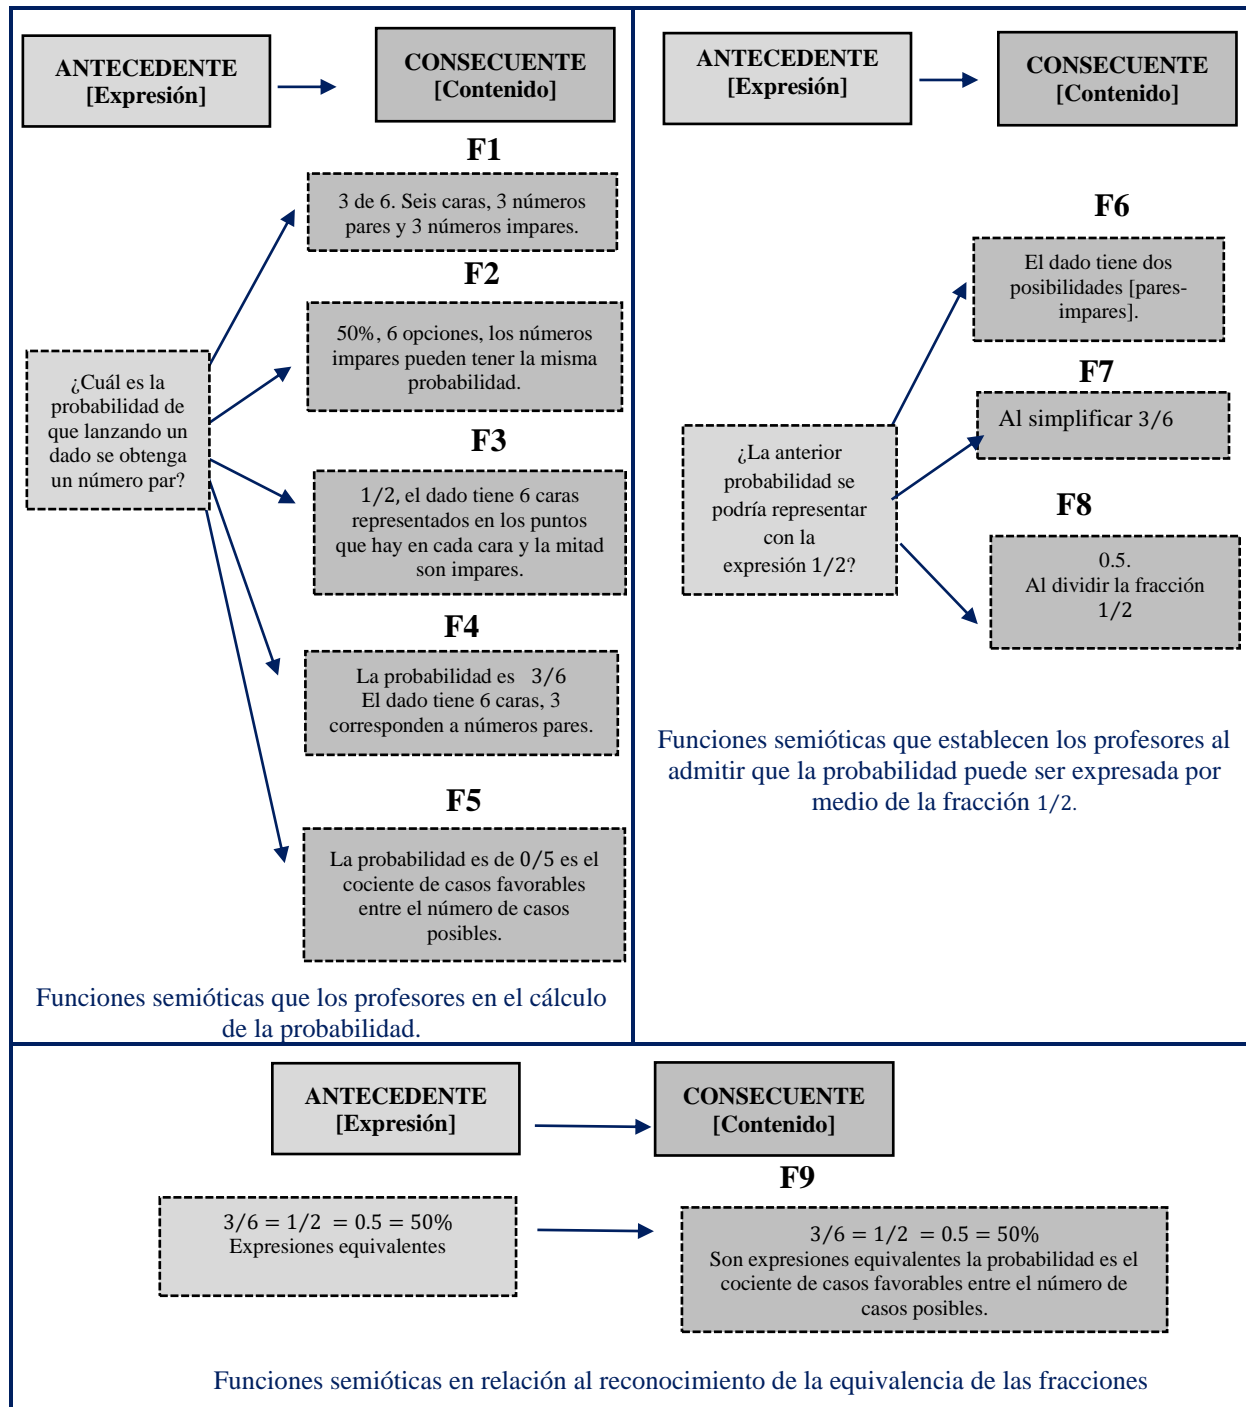 ANTECEDENTE
[Expresión]
CONSECUENTE
[Contenido]
F1
3 de 6. Seis caras, 3 números
pares y 3 números impares.
F2
50%, 6 opciones, los números
impares pueden tener la misma
probabilidad.
¿Cuál es la
probabilidad de
que lanzando un
dado se obtenga
un número par?
F3
1/2, el dado tiene 6 caras
representados en los puntos
que hay en cada cara y la mitad
son impares.
F4
La probabilidad es 3/6
El dado tiene 6 caras, 3
corresponden a números pares.
F5
La probabilidad es de 0/5 es el
cociente de casos favorables
entre el número de casos
posibles.
Funciones semióticas que los profesores en el cálculo
de la probabilidad.
ANTECEDENTE
[Expresión]
CONSECUENTE
[Contenido]
F6
El dado tiene dos
posibilidades [pares-
impares].
F7
Al simplificar 3/6
¿La anterior
probabilidad se
podría representar
con la
expresión 1/2?
F8
0.5.
Al dividir la fracción
1/2
Funciones semióticas que establecen los profesores al
admitir que la probabilidad puede ser expresada por
medio de la fracción 1/2.
ANTECEDENTE
[Expresión]
CONSECUENTE
[Contenido]
F9
3/6 = 1/2 = 0.5 = 50%
Expresiones equivalentes
3/6 = 1/2 = 0.5 = 50%
Son expresiones equivalentes la probabilidad es el
cociente de casos favorables entre el número de
casos posibles.
Funciones semióticas en relación al reconocimiento de la equivalencia de las fracciones